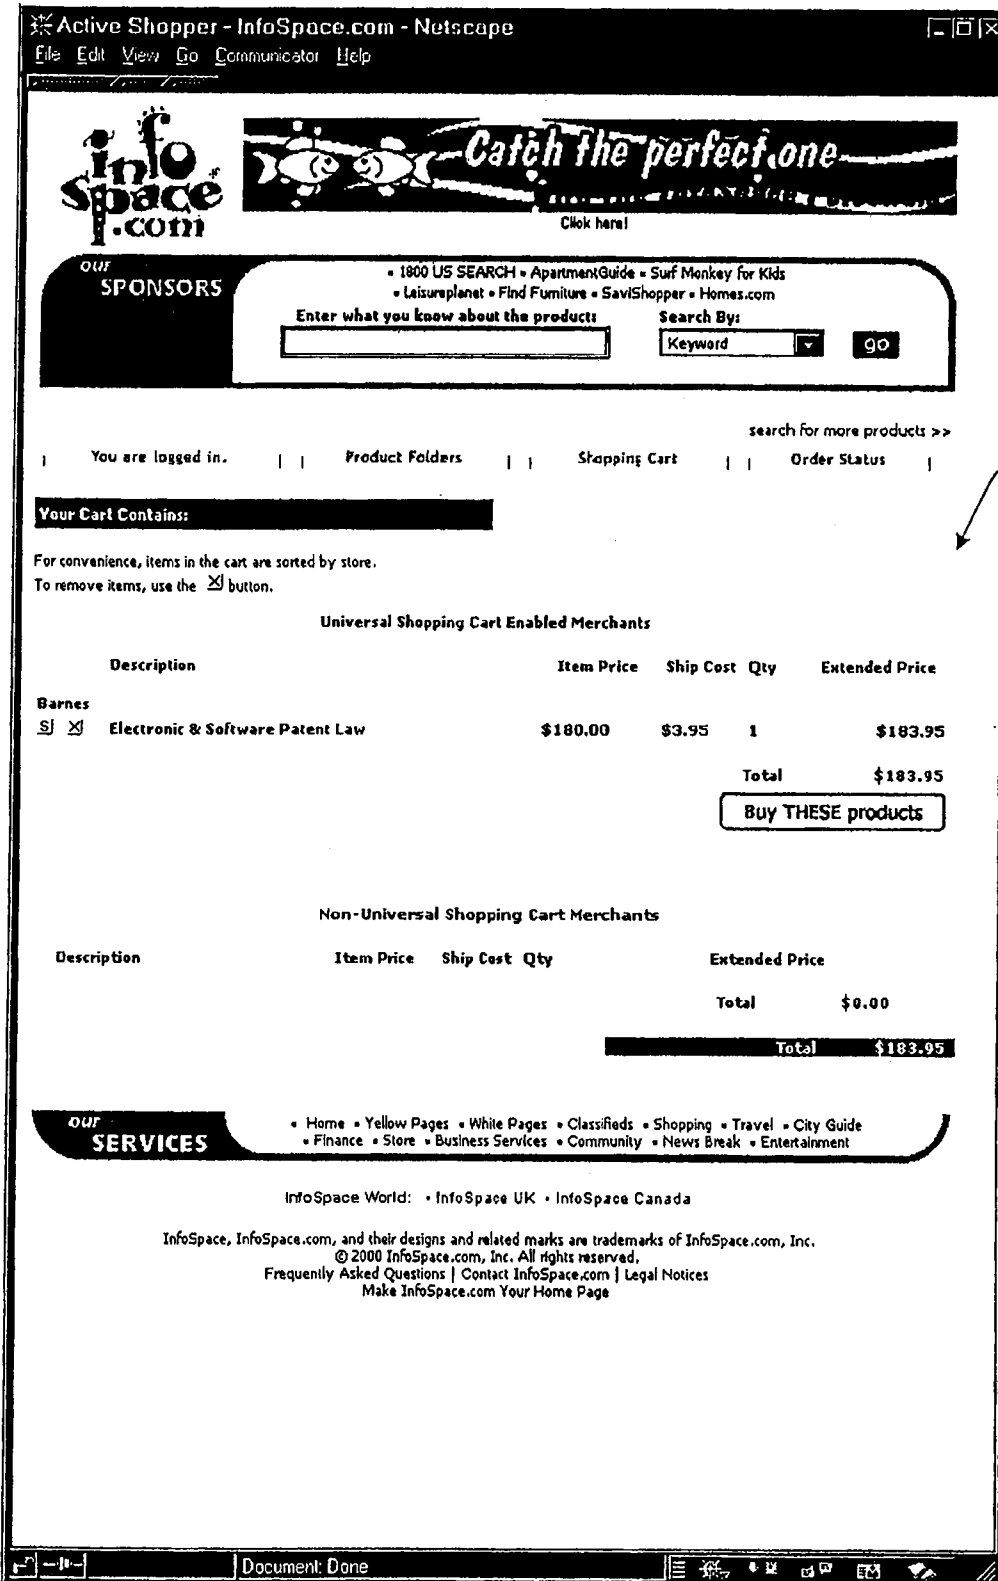 Active Shopper - InfoSpace.com - Netscape
File Edit View Go Communicator Help
info
space
.com
Catch the perfect one
Click here!
our
SPONSORS
• 1800 US SEARCH • ApartmentGuide • Surf Monkey for Kids
• Leisureplanet • Find Furniture • SaviShopper • Homes.com
Enter what you know about the product: Search By:
Keyword go
search for more products >>
| You are logged in. | | Product Folders | | Shopping Cart | | Order Status |
Your Cart Contains:
For convenience, items in the cart are sorted by store.
To remove items, use the X button.
Universal Shopping Cart Enabled Merchants
Description Item Price Ship Cost Qty Extended Price
Barnes
S X Electronic & Software Patent Law $180.00 $3.95 1 $183.95
Total $183.95
Buy THESE products
Non-Universal Shopping Cart Merchants
Description Item Price Ship Cost Qty Extended Price
Total $0.00
Total $183.95
our
SERVICES
• Home • Yellow Pages • White Pages • Classifieds • Shopping • Travel • City Guide
• Finance • Store • Business Services • Community • News Break • Entertainment
InfoSpace World: • InfoSpace UK • InfoSpace Canada
InfoSpace, InfoSpace.com, and their designs and related marks are trademarks of InfoSpace.com, Inc.
© 2000 InfoSpace.com, Inc. All rights reserved.
Frequently Asked Questions | Contact InfoSpace.com | Legal Notices
Make InfoSpace.com Your Home Page
Document: Done